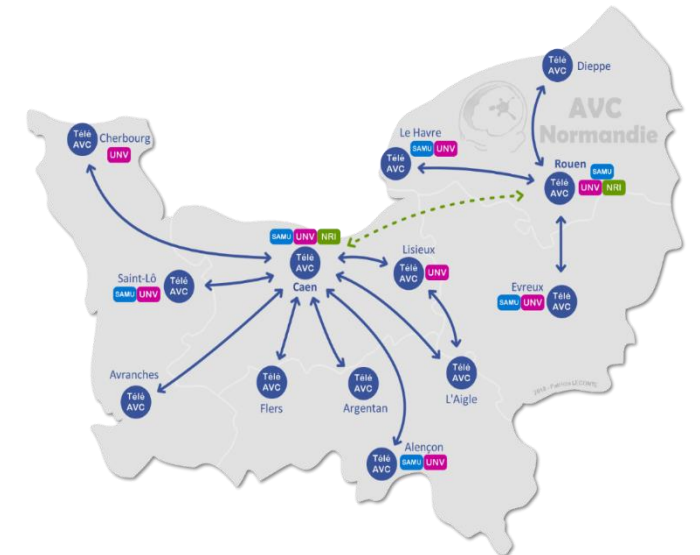 Télé
AVC
Dieppe
AVC
Normandie
Télé
AVC
Cherbourg
UNV
Le Havre
SAMU UNV
Télé
AVC
Rouen
SAMU
Télé
AVC
UNV NRI
SAMU UNV NRI
Télé
AVC
Caen
Lisieux
Télé
AVC
UNV
Saint-Lô
SAMU UNV
Télé
AVC
Évreux
SAMU UNV
Télé
AVC
Avranches
Télé
AVC
Télé
AVC
Flers
Télé
AVC
Argentan
Télé
AVC
L'Aigle
Alençon
Télé
AVC
SAMU UNV